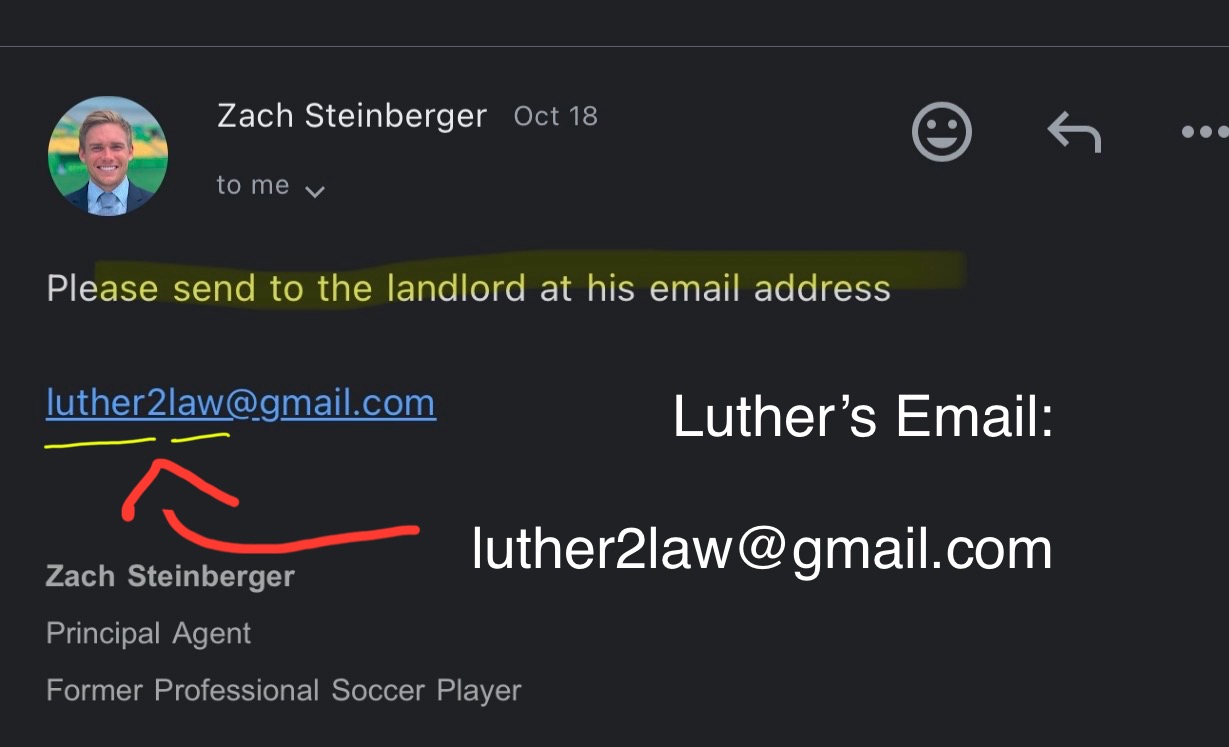 Zach Steinberger Oct 18
to me
Please send to the landlord at his email address
luther2law@gmail.com
Luther’s Email:
luther2law@gmail.com
Zach Steinberger
Principal Agent
Former Professional Soccer Player